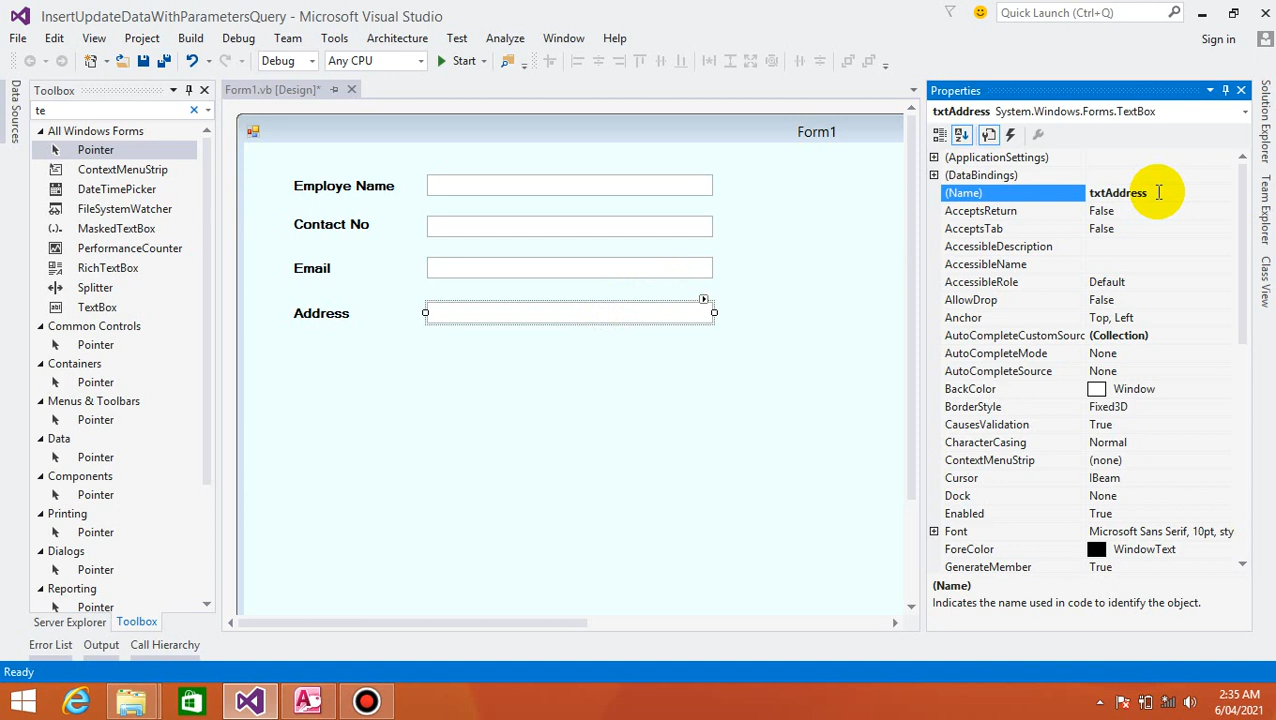 InsertUpdateDataWithParametersQuery - Microsoft Visual Studio
Quick Launch (Ctrl+Q)
File Edit View Project Build Debug Team Tools Architecture Test Analyze Window Help
Sign in
Debug Any CPU Start
Data Sources
Toolbox
te
All Windows Forms
Pointer
ContextMenuStrip
DateTimePicker
FileSystemWatcher
MaskedTextBox
PerformanceCounter
RichTextBox
Splitter
TextBox
Common Controls
Pointer
Containers
Pointer
Menus & Toolbars
Pointer
Data
Pointer
Components
Pointer
Printing
Pointer
Dialogs
Pointer
Reporting
Pointer
Server Explorer Toolbox
Form1.vb [Design]*
Form1
Employe Name
Contact No
Email
Address
Properties
txtAddress System.Windows.Forms.TextBox
(ApplicationSettings)
(DataBindings)
(Name) txtAddress
AcceptsReturn False
AcceptsTab False
AccessibleDescription
AccessibleName
AccessibleRole Default
AllowDrop False
Anchor Top, Left
AutoCompleteCustomSourc (Collection)
AutoCompleteMode None
AutoCompleteSource None
BackColor Window
BorderStyle Fixed3D
CausesValidation True
CharacterCasing Normal
ContextMenuStrip (none)
Cursor IBeam
Dock None
Enabled True
Font Microsoft Sans Serif, 10pt, sty
ForeColor WindowText
GenerateMember True
(Name)
Indicates the name used in code to identify the object.
Solution Explorer
Team Explorer
Class View
Error List Output Call Hierarchy
Ready
2:35 AM
6/04/2021